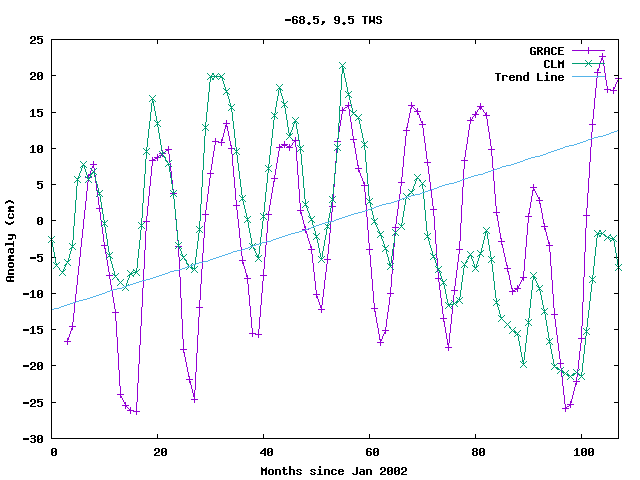 -68.5, 9.5 TWS
GRACE
CLM
Trend Line
25
20
15
10
5
0
-5
-10
-15
-20
-25
-30
Anomaly (cm)
0 20 40 60 80 100
Months since Jan 2002